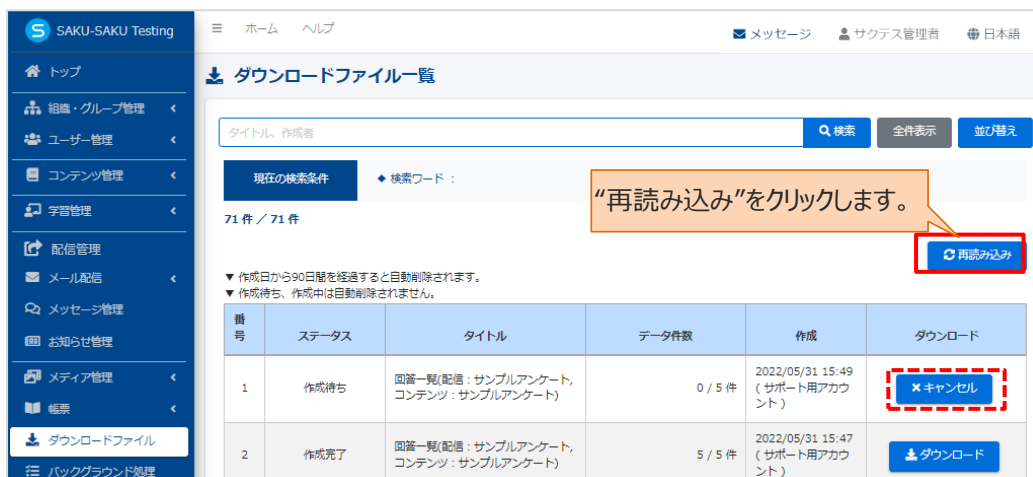 SAKU-SAKU Testing
ホーム ヘルプ
メッセージ サクテス管理者 日本語
トップ
組織・グループ管理
ユーザー管理
コンテンツ管理
学習管理
配信管理
メール配信
メッセージ管理
お知らせ管理
メディア管理
帳票
ダウンロードファイル
バックグラウンド処理
ダウンロードファイル一覧
タイトル、作成者
検索 全件表示 並び替え
現在の検索条件 ◆ 検索ワード :
“再読み込み”をクリックします。
71 件 / 71 件
再読み込み
▼ 作成日から90日間を経過すると自動削除されます。
▼ 作成待ち、作成中は自動削除されません。
番号 ステータス タイトル データ件数 作成 ダウンロード
1 作成待ち 回答一覧(配信 : サンプルアンケート, コンテンツ : サンプルアンケート) 0 / 5 件 2022/05/31 15:49 ( サポート用アカウント ) キャンセル
2 作成完了 回答一覧(配信 : サンプルアンケート, コンテンツ : サンプルアンケート) 5 / 5 件 2022/05/31 15:47 ( サポート用アカウント ) ダウンロード